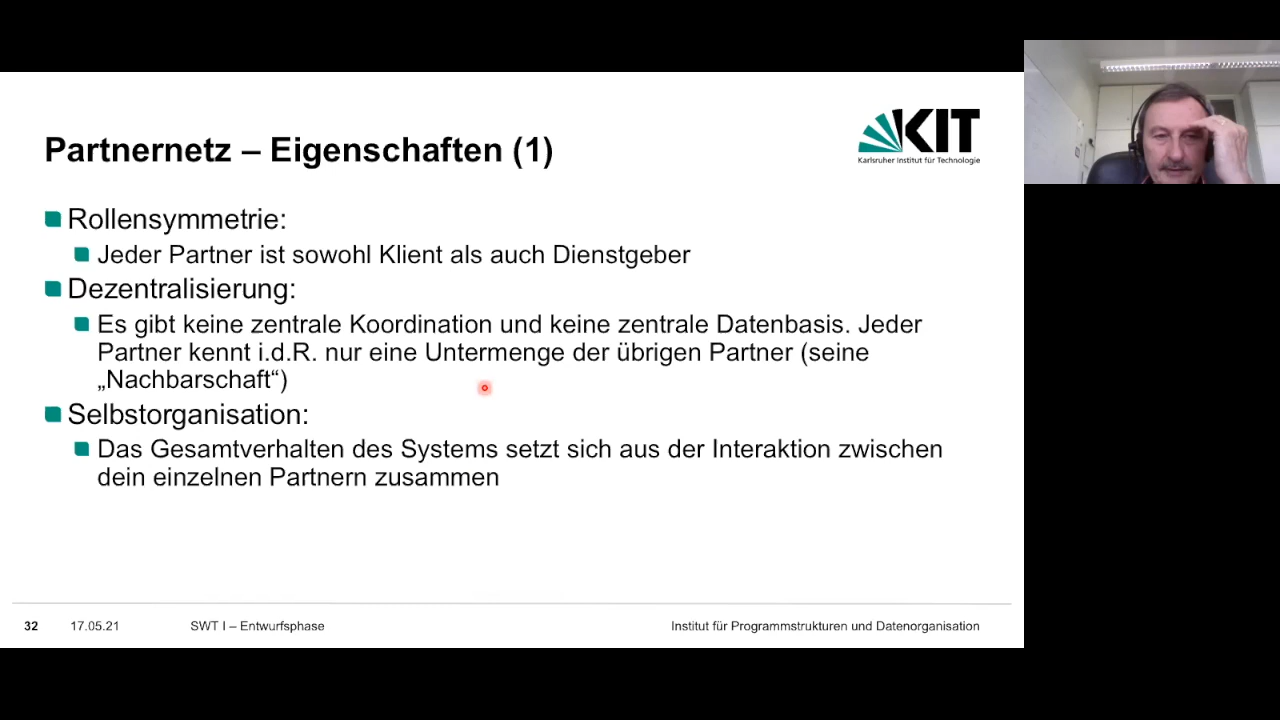 KIT
Karlsruher Institut für Technologie
Partnernetz – Eigenschaften (1)
Rollensymmetrie:
Jeder Partner ist sowohl Klient als auch Dienstgeber
Dezentralisierung:
Es gibt keine zentrale Koordination und keine zentrale Datenbasis. Jeder
Partner kennt i.d.R. nur eine Untermenge der übrigen Partner (seine
„Nachbarschaft“)
Selbstorganisation:
Das Gesamtverhalten des Systems setzt sich aus der Interaktion zwischen
dein einzelnen Partnern zusammen
32 17.05.21 SWT I – Entwurfsphase Institut für Programmstrukturen und Datenorganisation